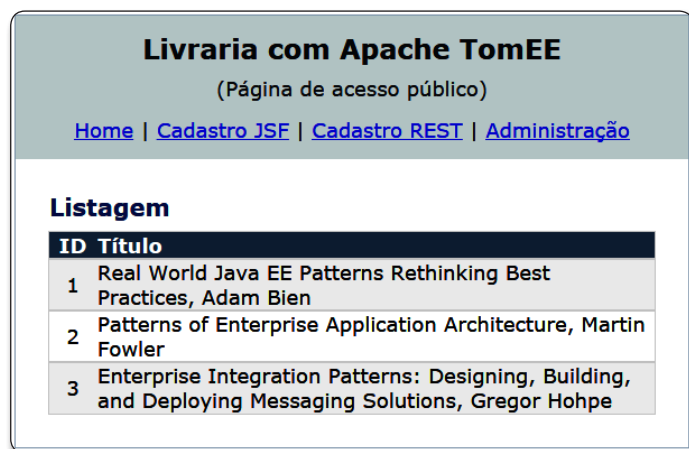 Livraria com Apache TomEE
(Página de acesso público)
Home | Cadastro JSF | Cadastro REST | Administração
Listagem
ID Título
1 Real World Java EE Patterns Rethinking Best
Practices, Adam Bien
2 Patterns of Enterprise Application Architecture, Martin
Fowler
3 Enterprise Integration Patterns: Designing, Building,
and Deploying Messaging Solutions, Gregor Hohpe